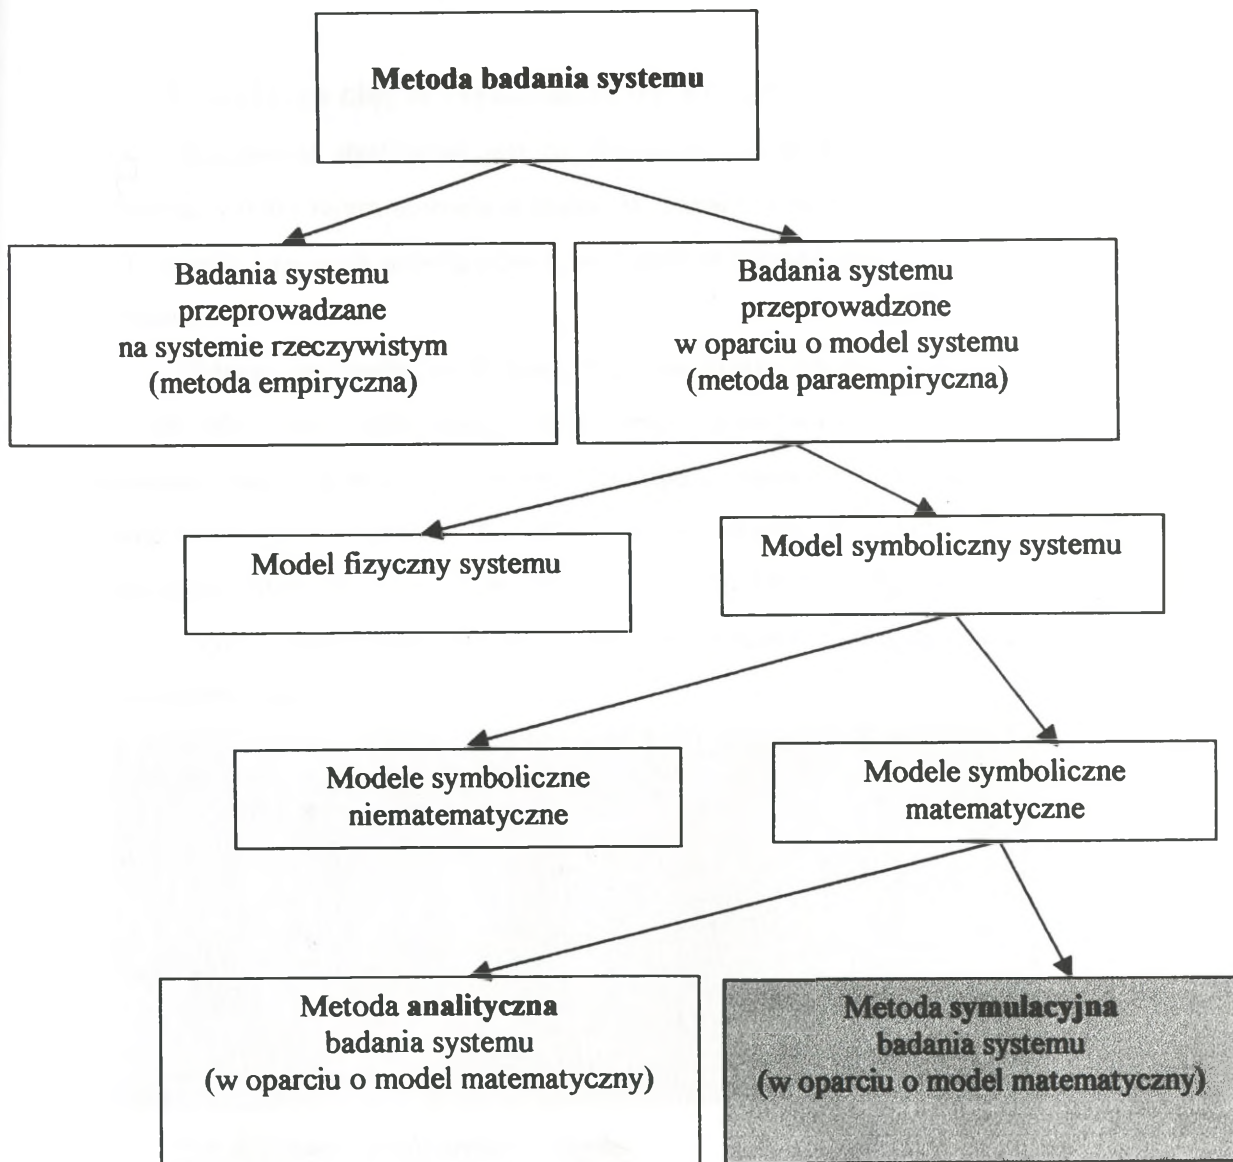 Metoda badania systemu
Badania systemu
przeprowadzane
na systemie rzeczywistym
(metoda empiryczna)
Badania systemu
przeprowadzone
w oparciu o model systemu
(metoda paraempiryczna)
Model fizyczny systemu
Model symboliczny systemu
Modele symboliczne
niematematyczne
Modele symboliczne
matematyczne
Metoda analityczna
badania systemu
(w oparciu o model matematyczny)
Metoda symulacyjna
badania systemu
(w oparciu o model matematyczny)